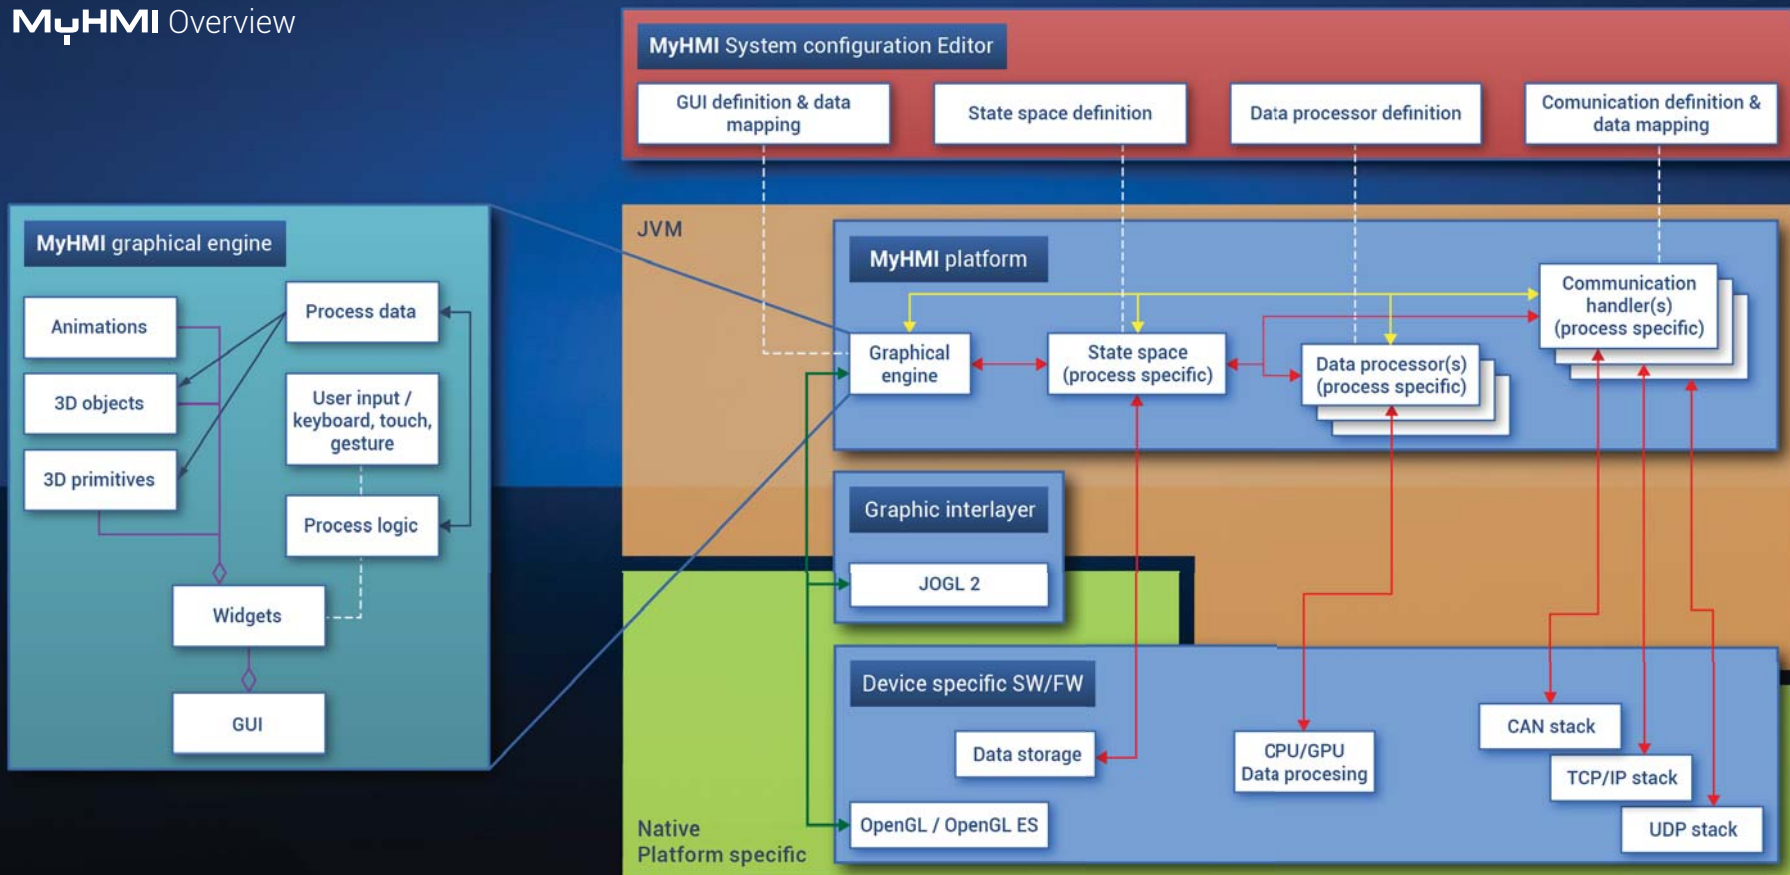 MyHMI Overview
MyHMI System configuration Editor
GUI definition & data
mapping
State space definition
Data processor definition
Comunication definition &
data mapping
MyHMI graphical engine
Animations
3D objects
3D primitives
Process data
User input /
keyboard, touch,
gesture
Process logic
Widgets
GUI
JVM
MyHMI platform
Graphical
engine
State space
(process specific)
Data processor(s)
(process specific)
Communication
handler(s)
(process specific)
Graphic interlayer
JOGL 2
Device specific SW/FW
Data storage
OpenGL / OpenGL ES
CPU/GPU
Data procesing
CAN stack
TCP/IP stack
UDP stack
Native
Platform specific